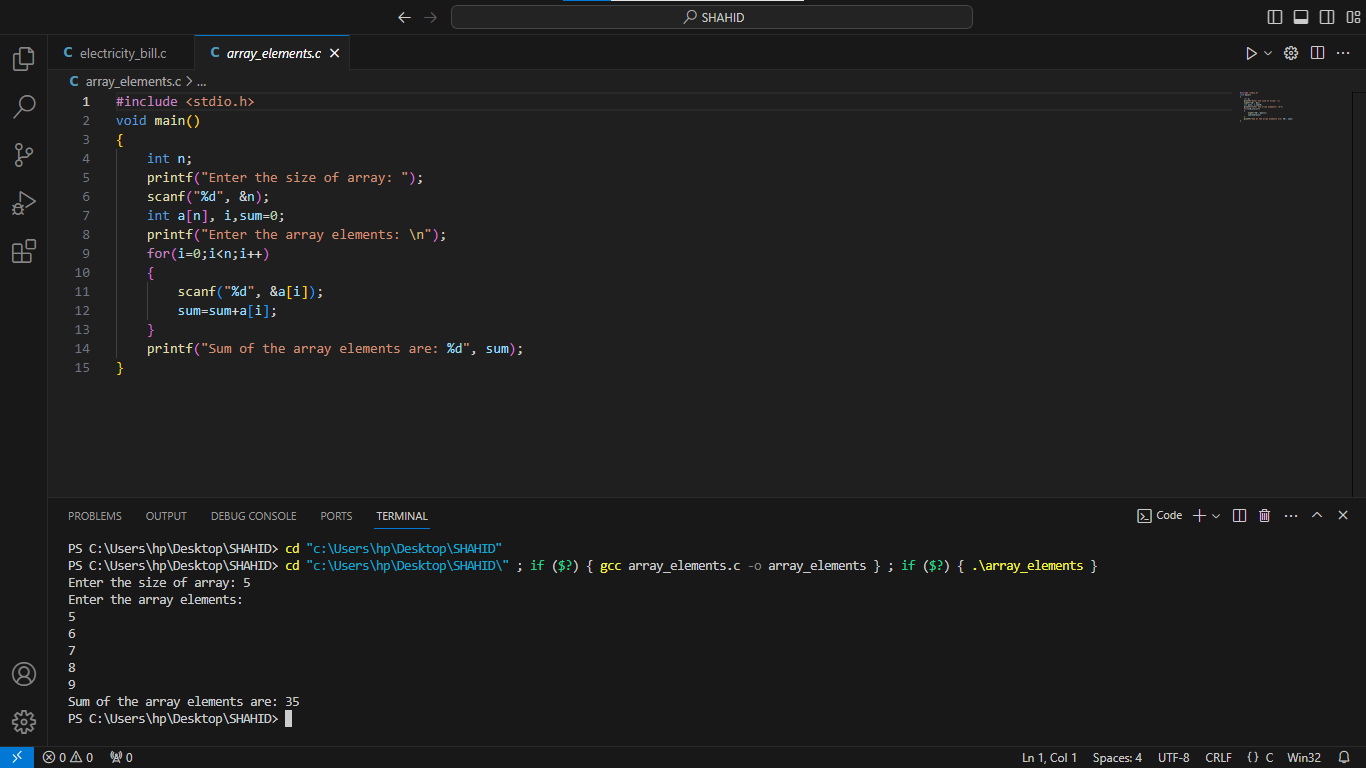 SHAHID
electricity_bill.c
array_elements.c
array_elements.c > ...
1 #include <stdio.h>
2 void main()
3 {
4     int n;
5     printf("Enter the size of array: ");
6     scanf("%d", &n);
7     int a[n], i,sum=0;
8     printf("Enter the array elements: \n");
9     for(i=0;i<n;i++)
10     {
11         scanf("%d", &a[i]);
12         sum=sum+a[i];
13     }
14     printf("Sum of the array elements are: %d", sum);
15 }
PROBLEMS OUTPUT DEBUG CONSOLE PORTS TERMINAL Code
PS C:\Users\hp\Desktop\SHAHID> cd "c:\Users\hp\Desktop\SHAHID"
PS C:\Users\hp\Desktop\SHAHID> cd "c:\Users\hp\Desktop\SHAHID\" ; if ($?) { gcc array_elements.c -o array_elements } ; if ($?) { .\array_elements }
Enter the size of array: 5
Enter the array elements:
5
6
7
8
9
Sum of the array elements are: 35
PS C:\Users\hp\Desktop\SHAHID>
0 0 0 Ln 1, Col 1 Spaces: 4 UTF-8 CRLF {} C Win32